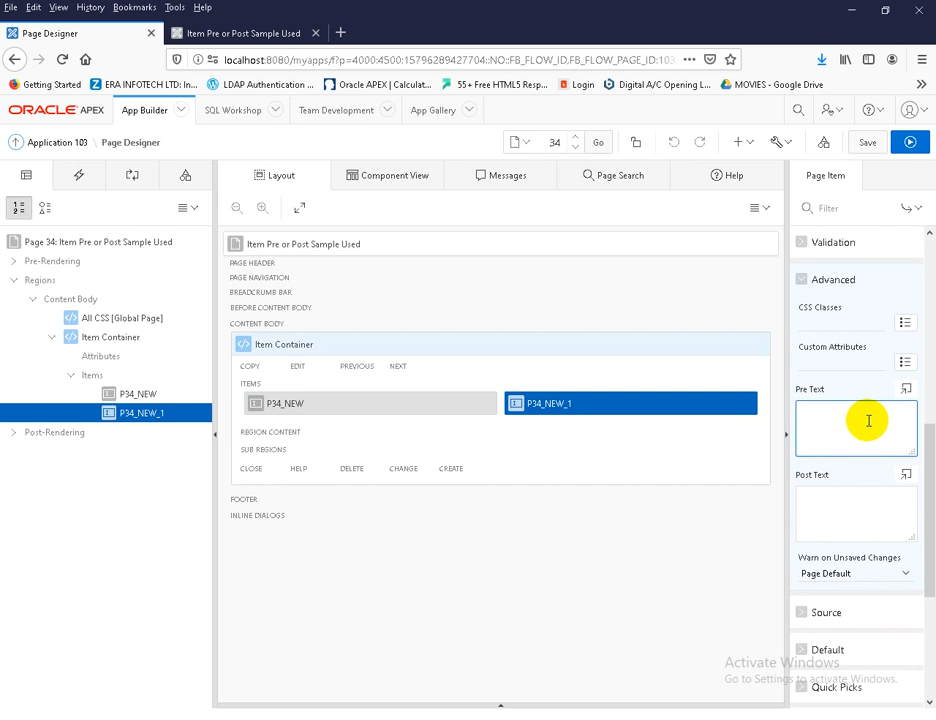 File Edit View History Bookmarks Tools Help
Page Designer
Item Pre or Post Sample Used
localhost:8080/myapps/f?p=4000:4500:15796289427704::NO::FB_FLOW_ID,FB_FLOW_PAGE_ID:103
Getting Started ERA INFOTECH LTD: In... LDAP Authentication ... Oracle APEX | Calculat... 55+ Free HTML5 Resp... Login Digital A/C Opening L... MOVIES - Google Drive
ORACLE APEX App Builder SQL Workshop Team Development App Gallery
Application 103 \ Page Designer 34 Go Save
Layout Component View Messages Page Search Help Page Item
Filter
Page 34: Item Pre or Post Sample Used
Pre-Rendering
Regions
Content Body
All CSS [Global Page]
Item Container
Attributes
Items
P34_NEW
P34_NEW_1
Post-Rendering
Item Pre or Post Sample Used
PAGE HEADER
PAGE NAVIGATION
BREADCRUMB BAR
BEFORE CONTENT BODY
CONTENT BODY
Item Container
COPY EDIT PREVIOUS NEXT
ITEMS
P34_NEW P34_NEW_1
REGION CONTENT
SUB REGIONS
CLOSE HELP DELETE CHANGE CREATE
FOOTER
INLINE DIALOGS
Validation
Advanced
CSS Classes
Custom Attributes
Pre Text
Post Text
Warn on Unsaved Changes
Page Default
Source
Default
Quick Picks
Activate Windows
Go to Settings to activate Windows.